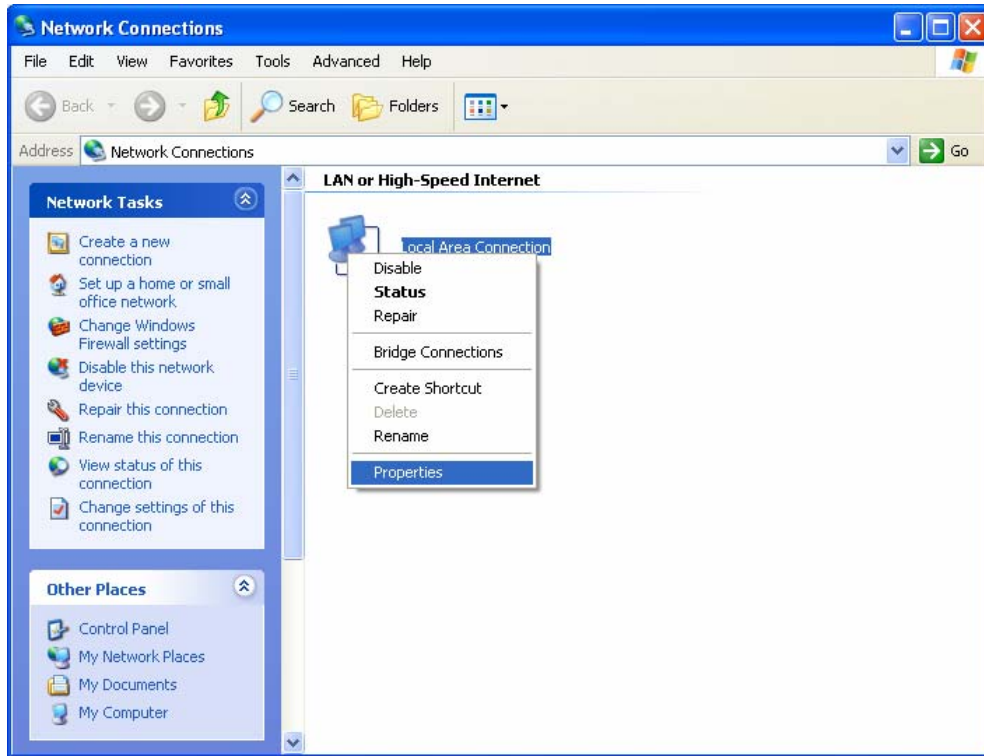 Network Connections
File Edit View Favorites Tools Advanced Help
Back Search Folders
Address Network Connections Go
Network Tasks
Create a new
connection
Set up a home or small
office network
Change Windows
Firewall settings
Disable this network
device
Repair this connection
Rename this connection
View status of this
connection
Change settings of this
connection
Other Places
Control Panel
My Network Places
My Documents
My Computer
LAN or High-Speed Internet
Local Area Connection
Disable
Status
Repair
Bridge Connections
Create Shortcut
Delete
Rename
Properties